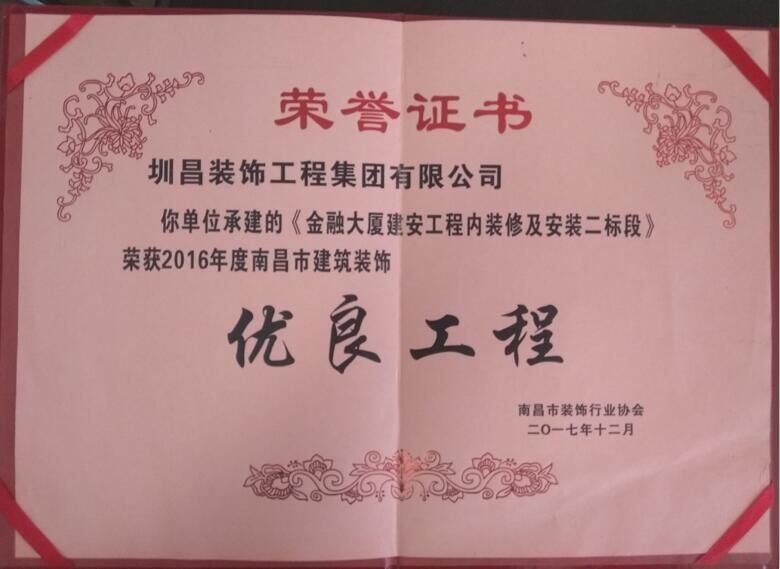 荣誉证书
圳昌装饰工程集团有限公司
你单位承建的《金融大厦建安工程内装修及安装二标段》
荣获2016年度南昌市建筑装饰
优良工程
南昌市装饰行业协会
二〇一七年十二月